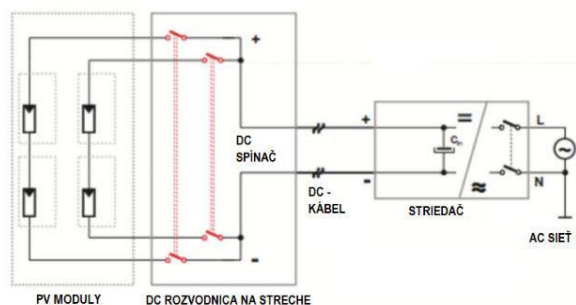 +
DC
SPÍNAČ
-
+
-
DC -
KÁBEL
C
=
≈
STRIEDAČ
L
N
~
AC SIEŤ
PV MODULY
DC ROZVODNICA NA STRECHE